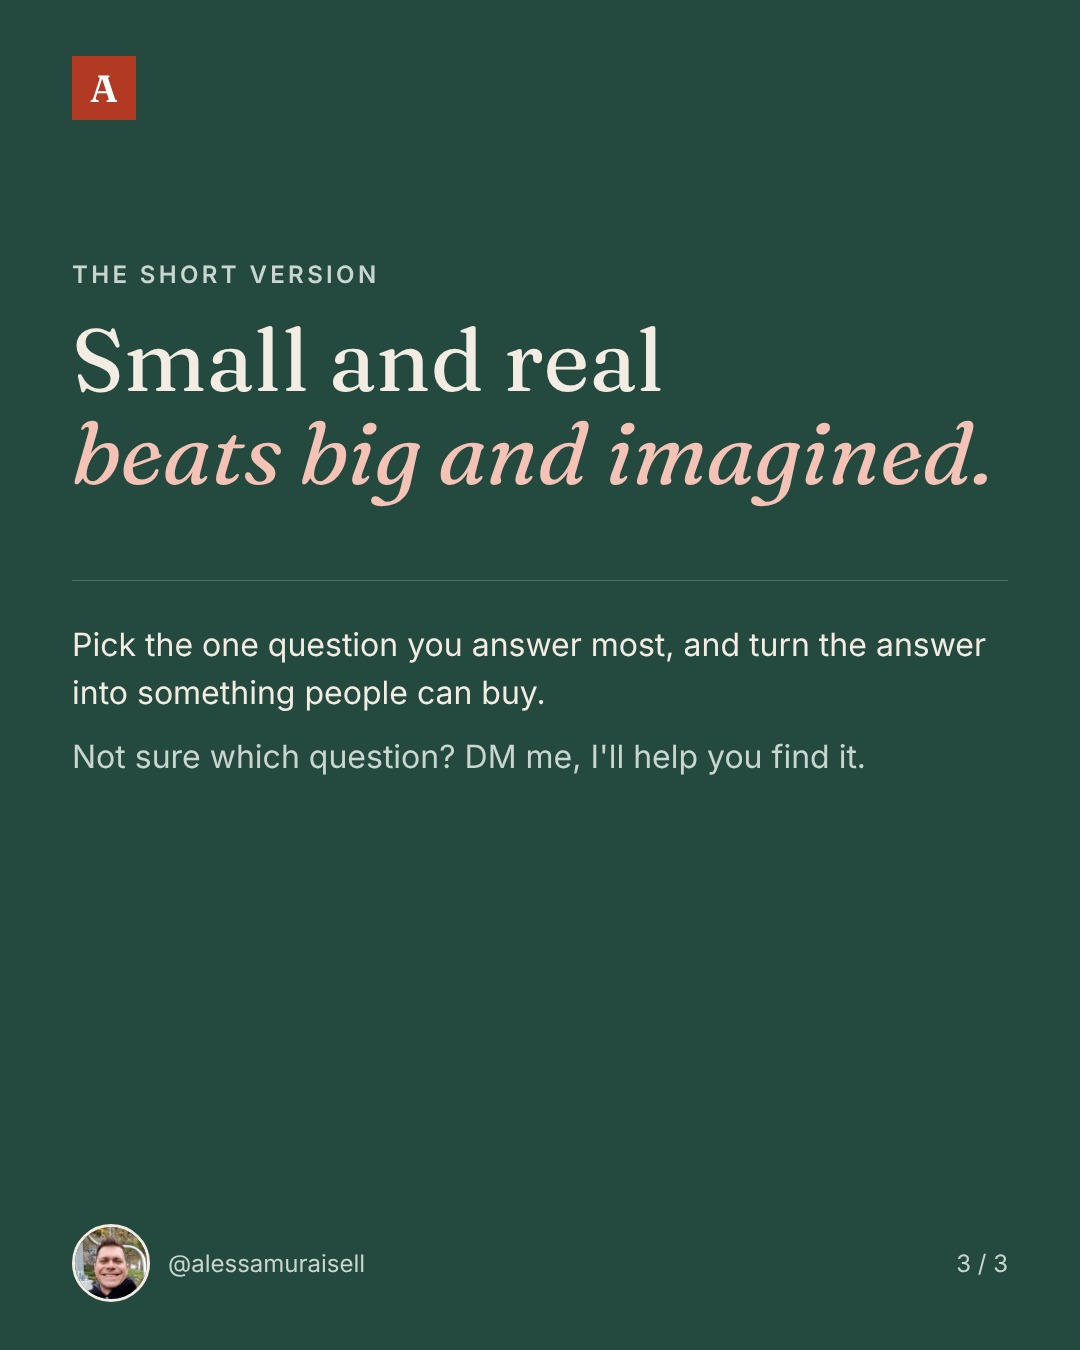 A
THE SHORT VERSION
Small and real
beats big and imagined.
Pick the one question you answer most, and turn the answer
into something people can buy.
Not sure which question? DM me, I'll help you find it.
@alessamuraisell
3 / 3